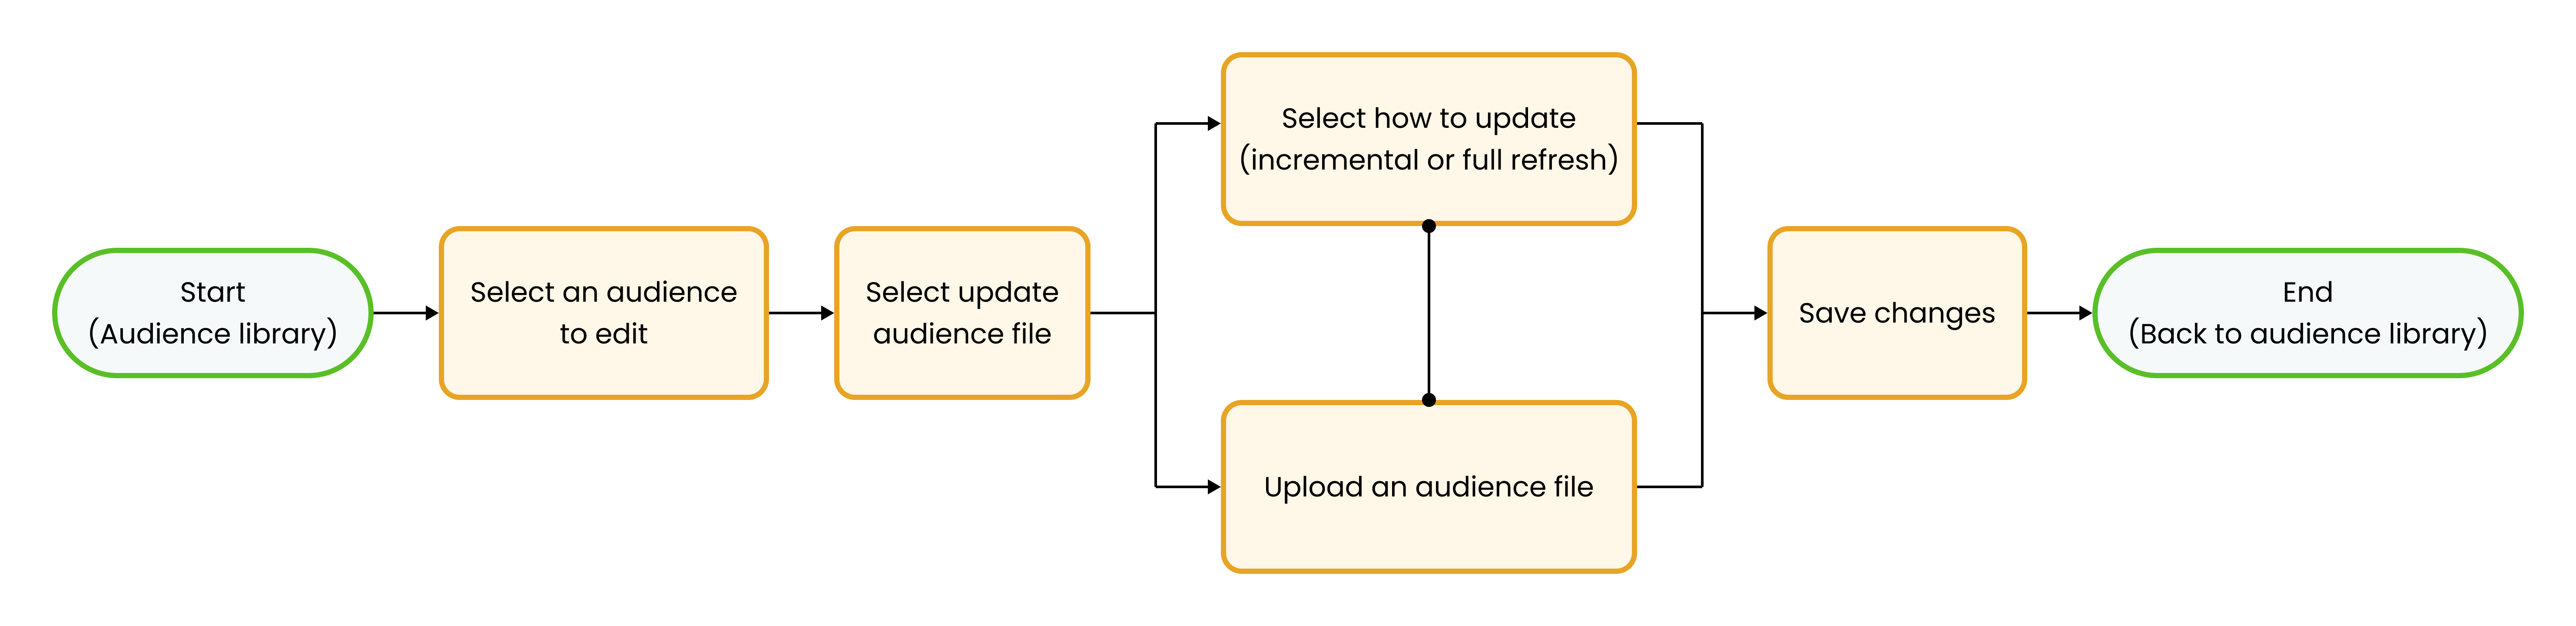 Start
(Audience library)
Select an audience
to edit
Select update
audience file
Select how to update
(incremental or full refresh)
Upload an audience file
Save changes
End
(Back to audience library)